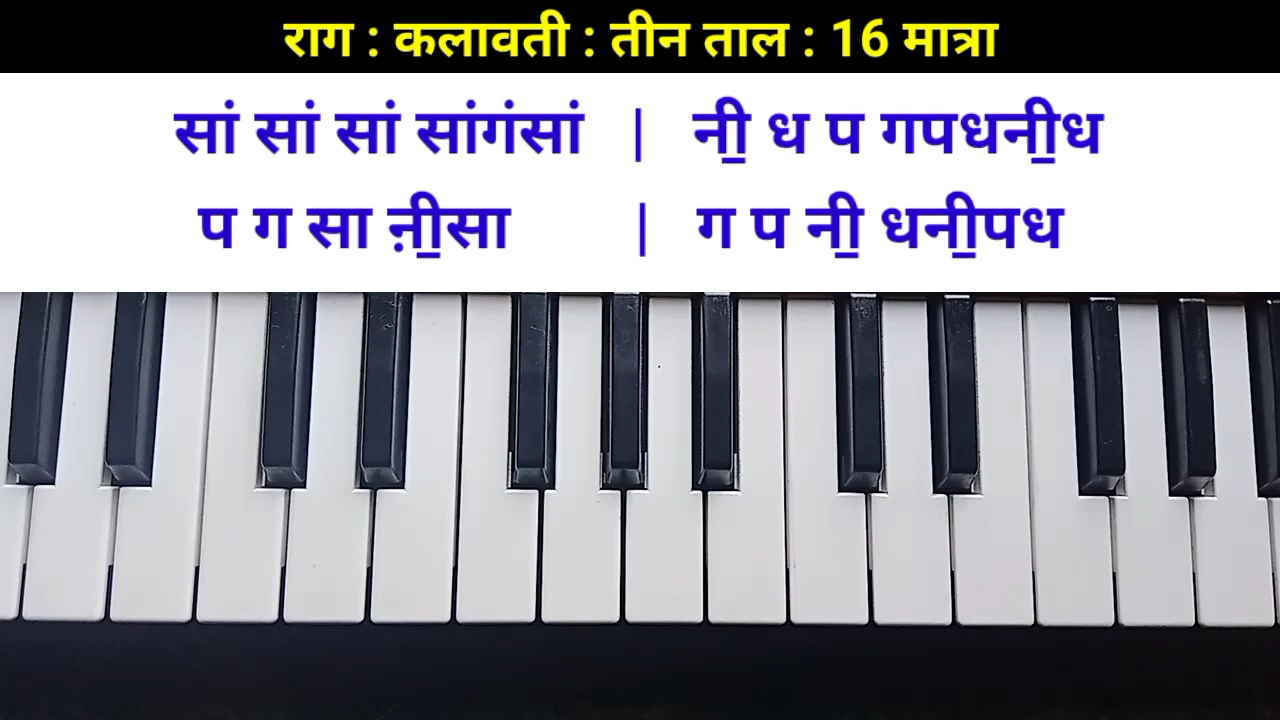 राग : कलावती : तीन ताल : 16 मात्रा
सां सां सां सांगंसां | नी॒ ध प गपधनी॒ध
प ग सा ऩी॒सा | ग प नी॒ धनी॒पध